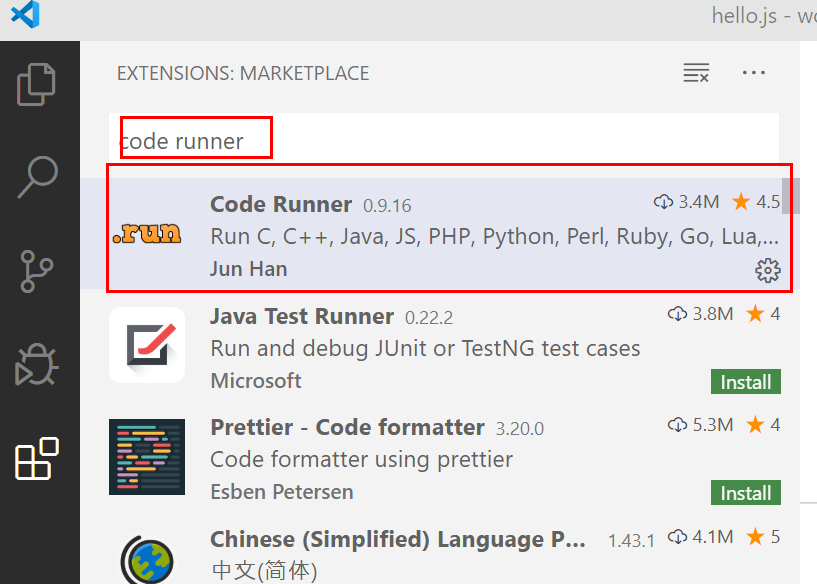 hello.js - wo
EXTENSIONS: MARKETPLACE
code runner
Code Runner 0.9.16 3.4M 4.5
.run
Run C, C++, Java, JS, PHP, Python, Perl, Ruby, Go, Lua,...
Jun Han
Java Test Runner 0.22.2 3.8M 4
Run and debug JUnit or TestNG test cases
Microsoft
Install
Prettier - Code formatter 3.20.0 5.3M 4
Code formatter using prettier
Esben Petersen
Install
Chinese (Simplified) Language P... 1.43.1 4.1M 5
中文(简体)